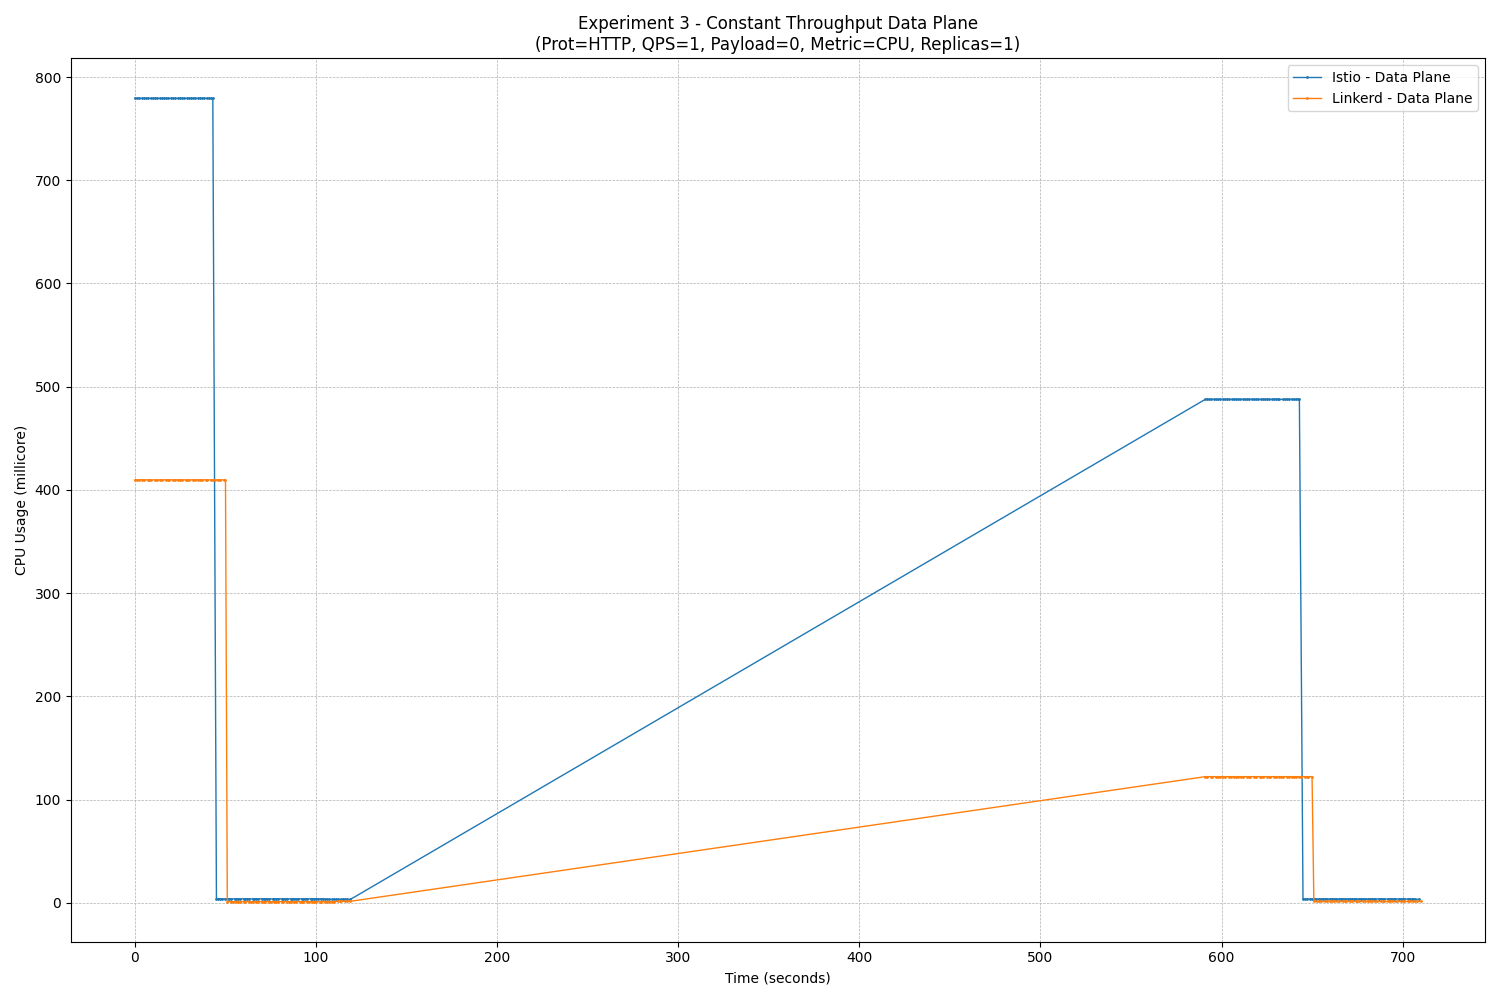 Experiment 3 - Constant Throughput Data Plane
(Prot=HTTP, QPS=1, Payload=0, Metric=CPU, Replicas=1)
Istio - Data Plane
Linkerd - Data Plane
CPU Usage (millicore)
800
700
600
500
400
300
200
100
0
0 100 200 300 400 500 600 700
Time (seconds)